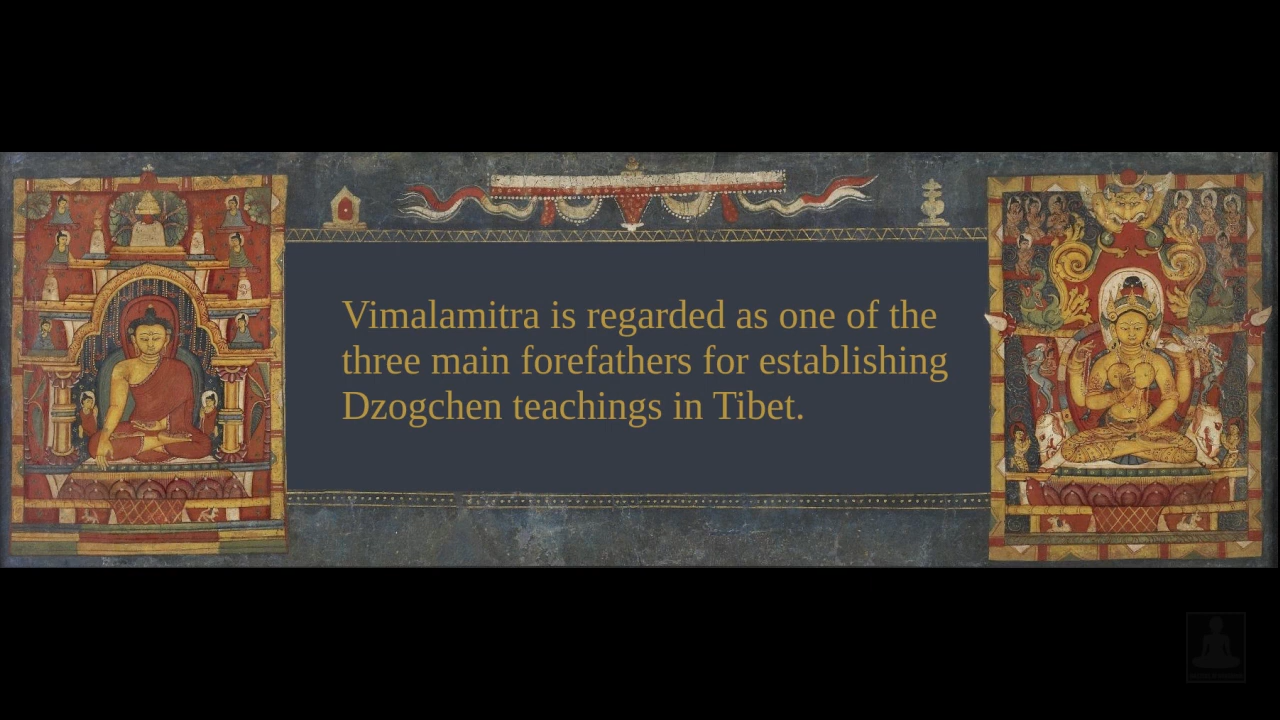 Vimalamitra is regarded as one of the
three main forefathers for establishing
Dzogchen teachings in Tibet.